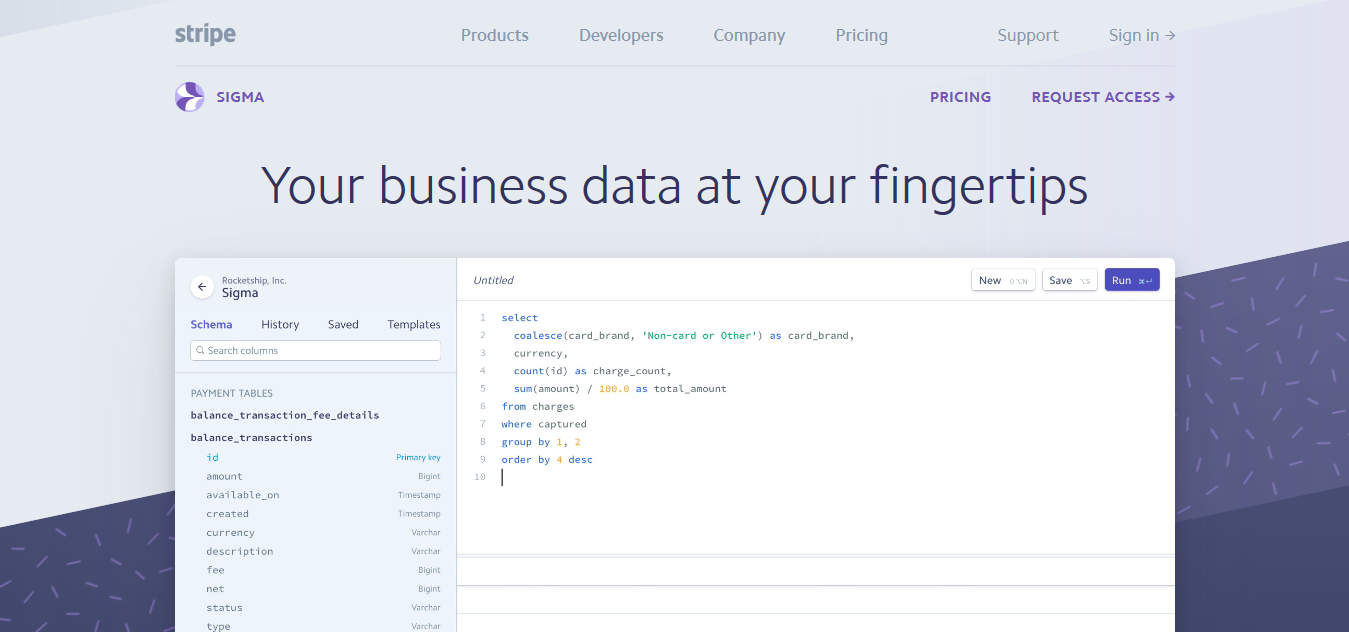 stripe Products Developers Company Pricing Support Sign in →
SIGMA PRICING REQUEST ACCESS →
Your business data at your fingertips
Rocketship, Inc.
Sigma
Schema History Saved Templates
Search columns
PAYMENT TABLES
balance_transaction_fee_details
balance_transactions
id Primary key
amount Bigint
available_on Timestamp
created Timestamp
currency Varchar
description Varchar
fee Bigint
net Bigint
status Varchar
type Varchar
Untitled New ⇧⌥N Save ⌥S Run ⌘↵
1 select
2 coalesce(card_brand, 'Non-card or Other') as card_brand,
3 currency,
4 count(id) as charge_count,
5 sum(amount) / 100.0 as total_amount
6 from charges
7 where captured
8 group by 1, 2
9 order by 4 desc
10